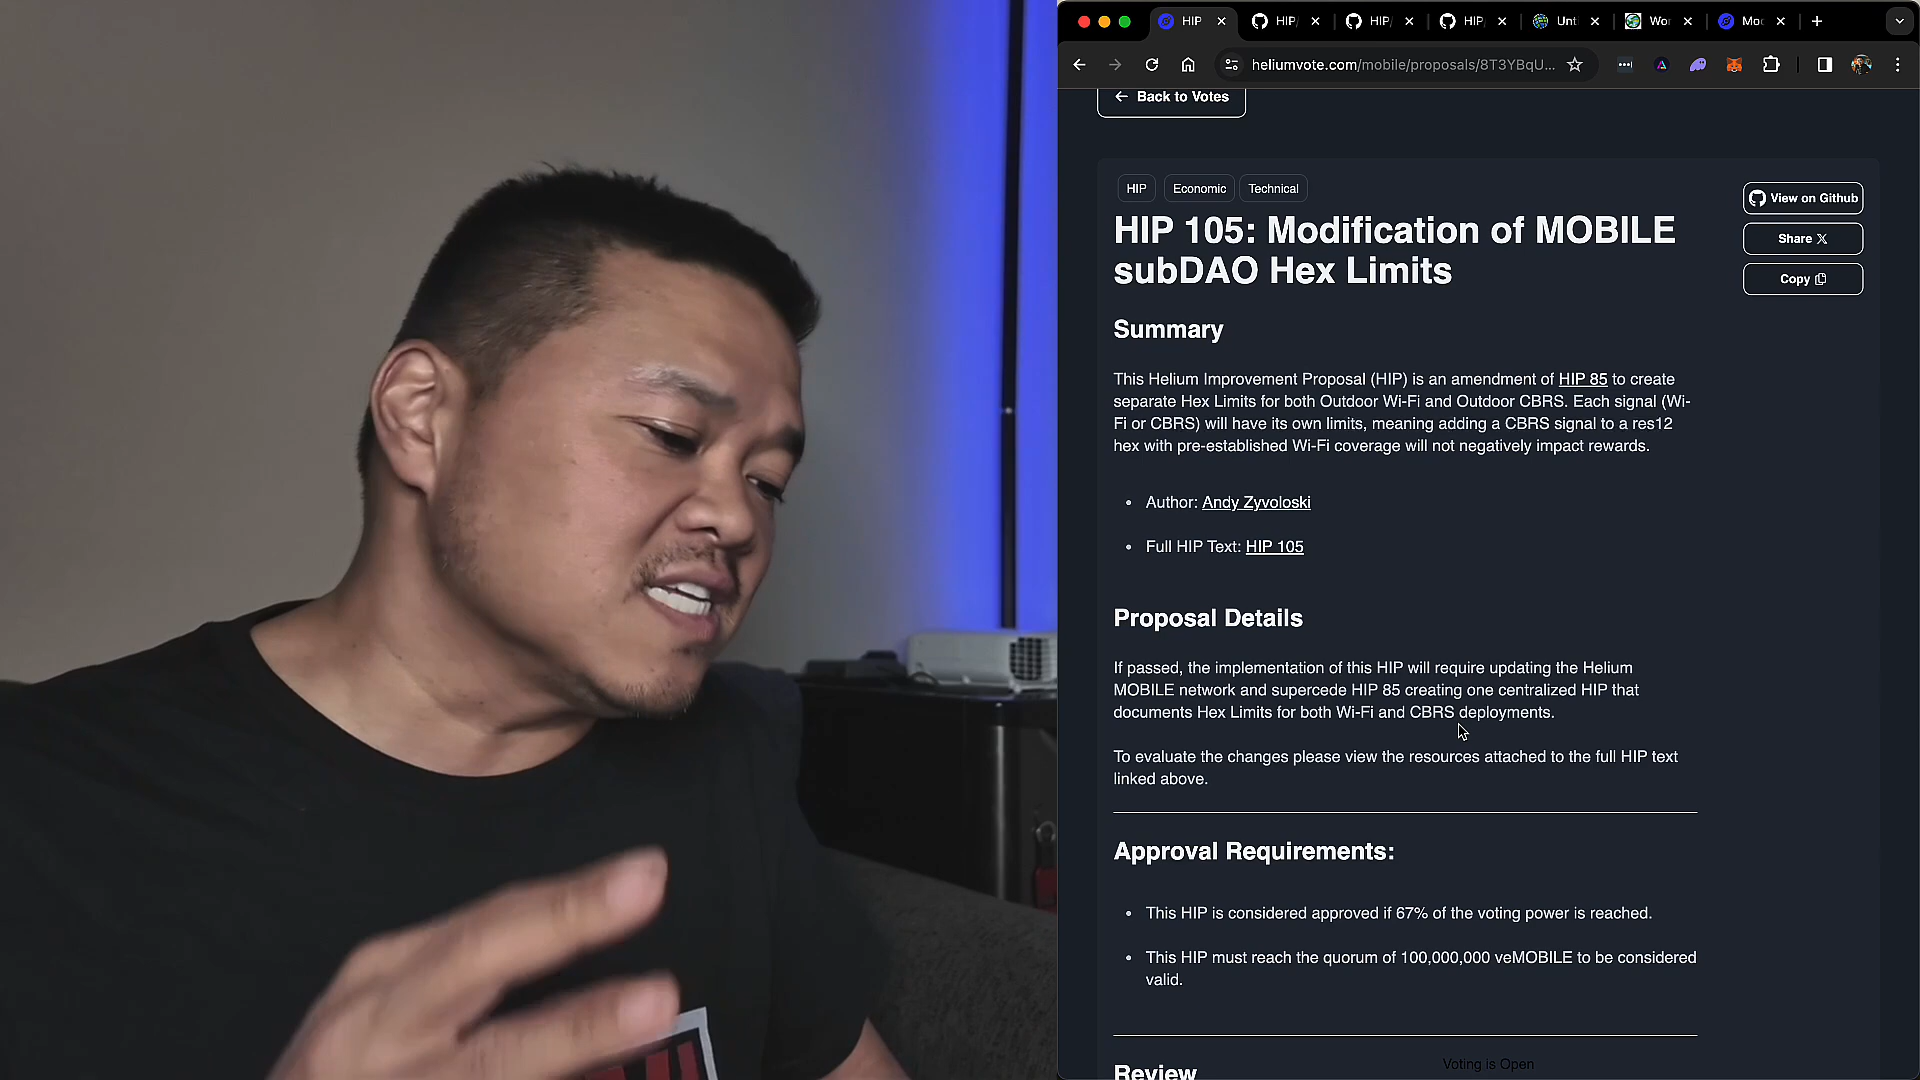 HIP
HIP/
HIP/
HIP/
Unti
Wor
Mod
heliumvote.com/mobile/proposals/8T3YBqU...
← Back to Votes
HIP
Economic
Technical
View on Github
HIP 105: Modification of MOBILE
subDAO Hex Limits
Share X
Copy
Summary
This Helium Improvement Proposal (HIP) is an amendment of HIP 85 to create
separate Hex Limits for both Outdoor Wi-Fi and Outdoor CBRS. Each signal (Wi-
Fi or CBRS) will have its own limits, meaning adding a CBRS signal to a res12
hex with pre-established Wi-Fi coverage will not negatively impact rewards.
• Author: Andy Zyvoloski
• Full HIP Text: HIP 105
Proposal Details
If passed, the implementation of this HIP will require updating the Helium
MOBILE network and supercede HIP 85 creating one centralized HIP that
documents Hex Limits for both Wi-Fi and CBRS deployments.
To evaluate the changes please view the resources attached to the full HIP text
linked above.
Approval Requirements:
• This HIP is considered approved if 67% of the voting power is reached.
• This HIP must reach the quorum of 100,000,000 veMOBILE to be considered
valid.
Voting is Open
Review